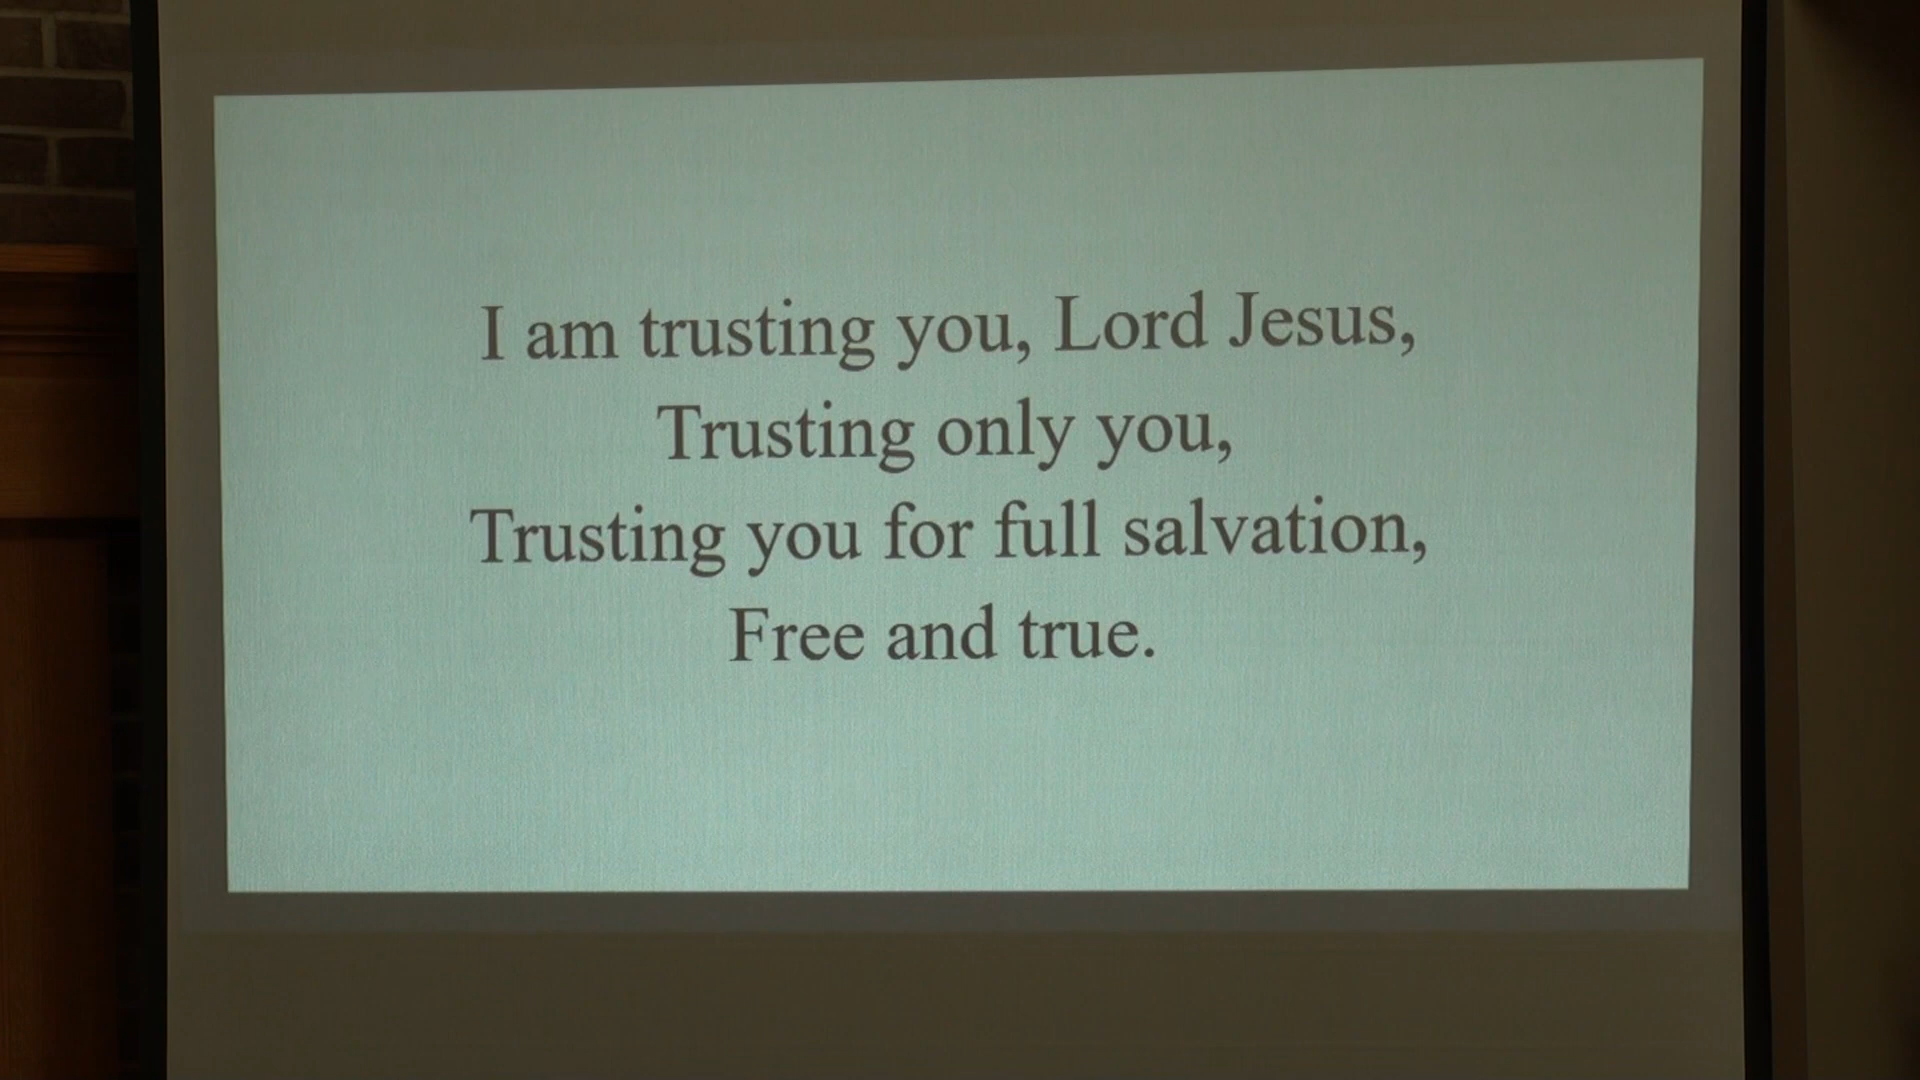 I am trusting you, Lord Jesus,
Trusting only you,
Trusting you for full salvation,
Free and true.